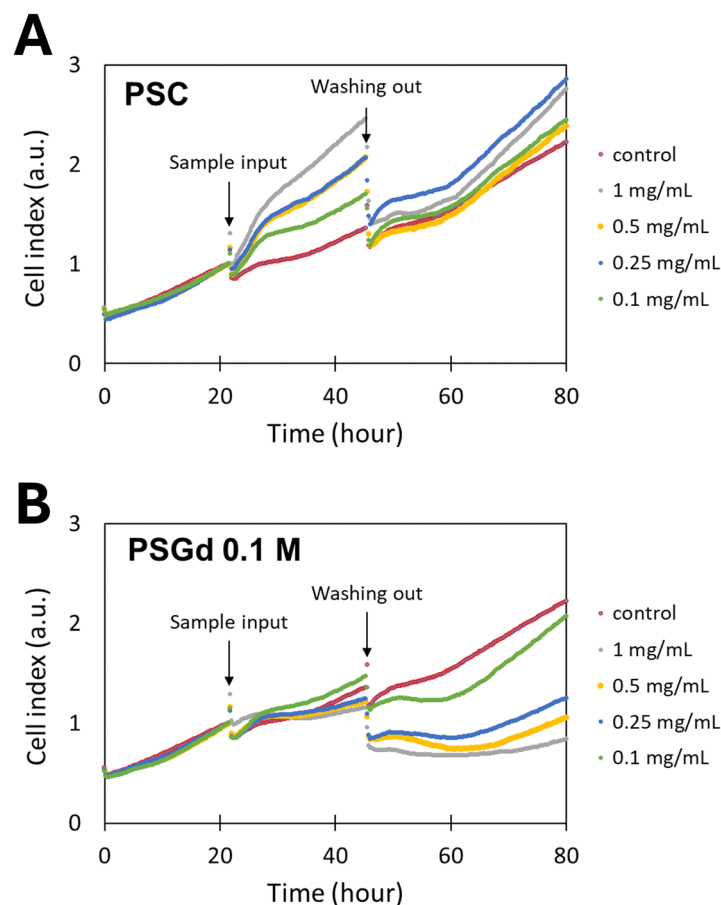 A
PSC
Sample input
Washing out
Cell index (a.u.)
3
2
1
0
0 20 40 60 80
Time (hour)
control
1 mg/mL
0.5 mg/mL
0.25 mg/mL
0.1 mg/mL
B
PSGd 0.1 M
Sample input
Washing out
Cell index (a.u.)
3
2
1
0
0 20 40 60 80
Time (hour)
control
1 mg/mL
0.5 mg/mL
0.25 mg/mL
0.1 mg/mL